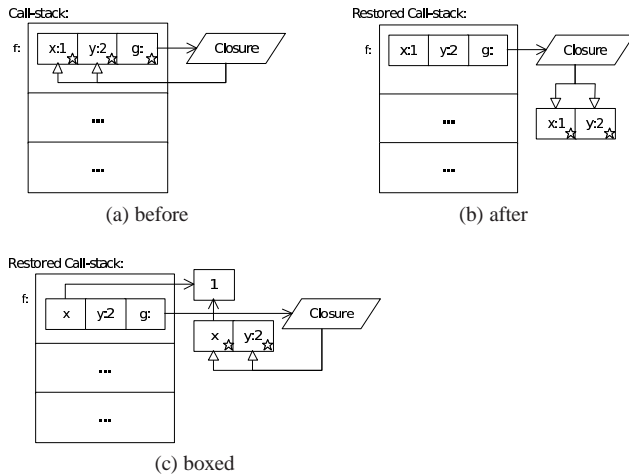 Call-stack:
f:
x:1 y:2 g:
Closure
...
...
(a) before
Restored Call-stack:
f:
x:1 y:2 g:
Closure
x:1 y:2
...
...
(b) after
Restored Call-stack:
f:
1
x y:2 g:
Closure
x y:2
...
...
(c) boxed